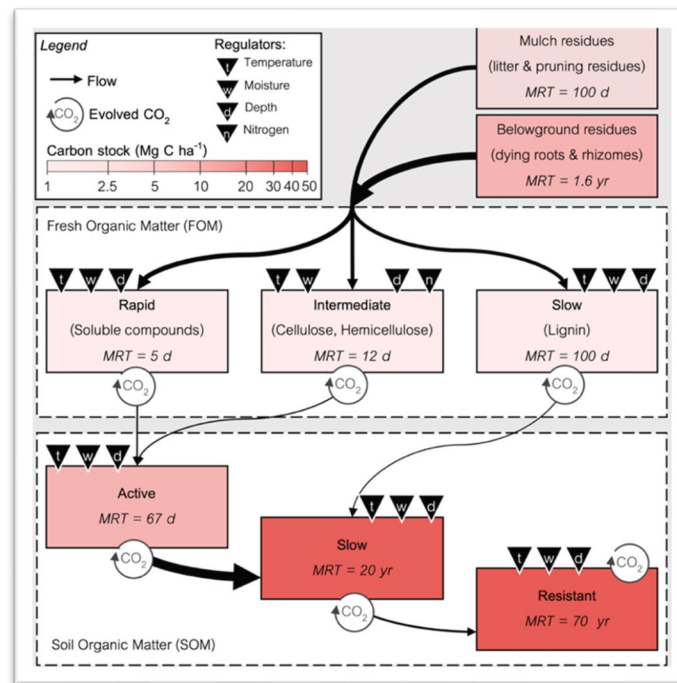 Legend
Regulators:
t Temperature
w Moisture
d Depth
n Nitrogen
Flow
CO2 Evolved CO2
Carbon stock (Mg C ha-1)
1 2.5 5 10 20 30 40 50
Mulch residues
(litter & pruning residues)
MRT = 100 d
Belowground residues
(dying roots & rhizomes)
MRT = 1.6 yr
Fresh Organic Matter (FOM)
t w d
Rapid
(Soluble compounds)
MRT = 5 d
CO2
t w d n
Intermediate
(Cellulose, Hemicellulose)
MRT = 12 d
CO2
t w d
Slow
(Lignin)
MRT = 100 d
CO2
t w d
Active
MRT = 67 d
CO2
t w d
Slow
MRT = 20 yr
CO2
t w d
CO2
Resistant
MRT = 70 yr
Soil Organic Matter (SOM)